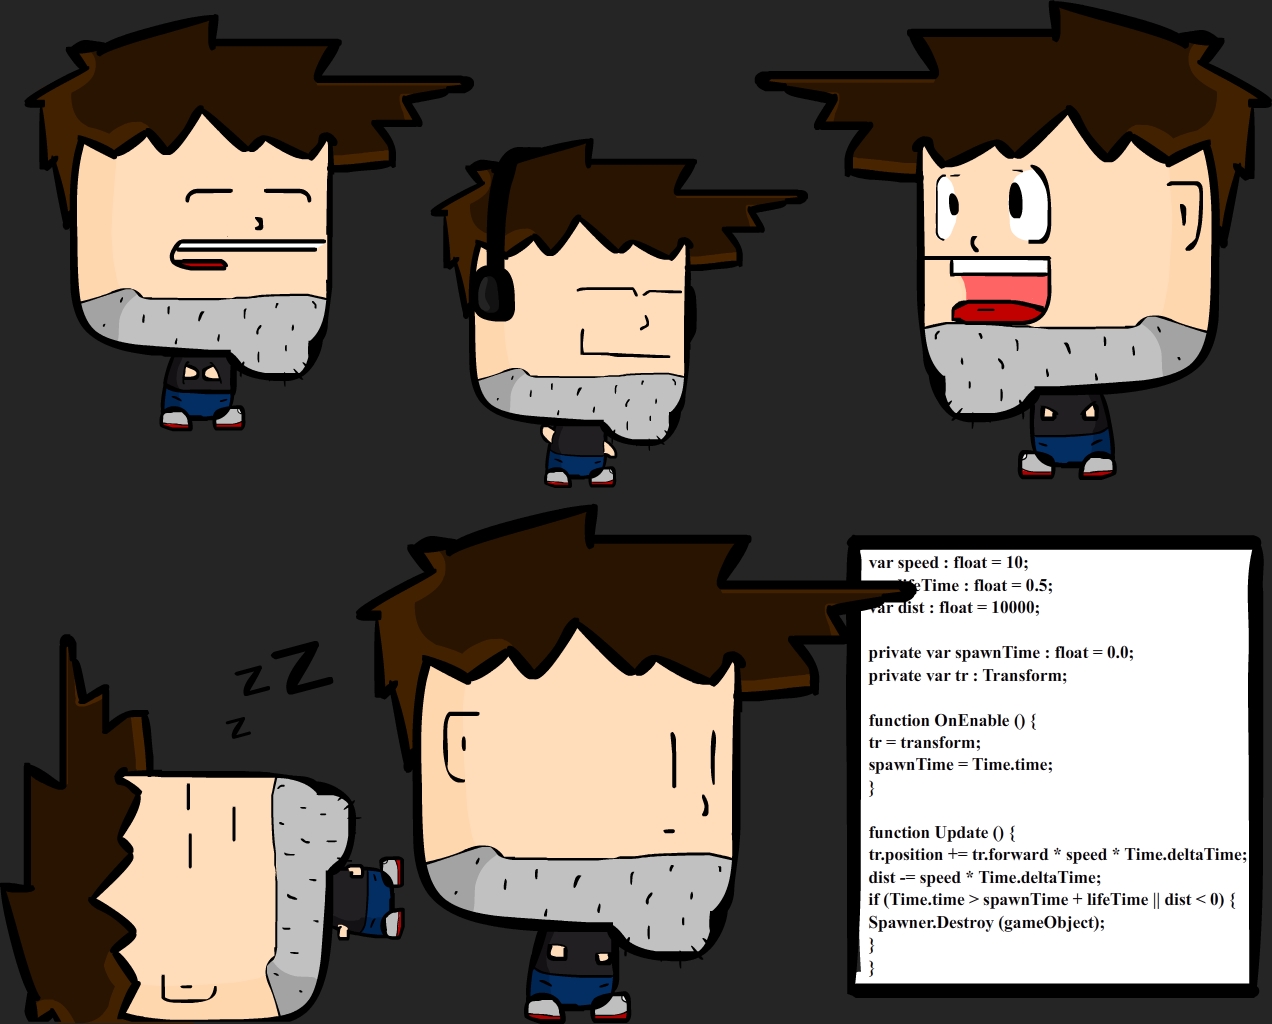 var speed : float = 10;
lifeTime : float = 0.5;
var dist : float = 10000;
private var spawnTime : float = 0.0;
private var tr : Transform;
function OnEnable () {
tr = transform;
spawnTime = Time.time;
}
function Update () {
tr.position += tr.forward * speed * Time.deltaTime;
dist -= speed * Time.deltaTime;
if (Time.time > spawnTime + lifeTime || dist < 0) {
Spawner.Destroy (gameObject);
}
}
z z Z